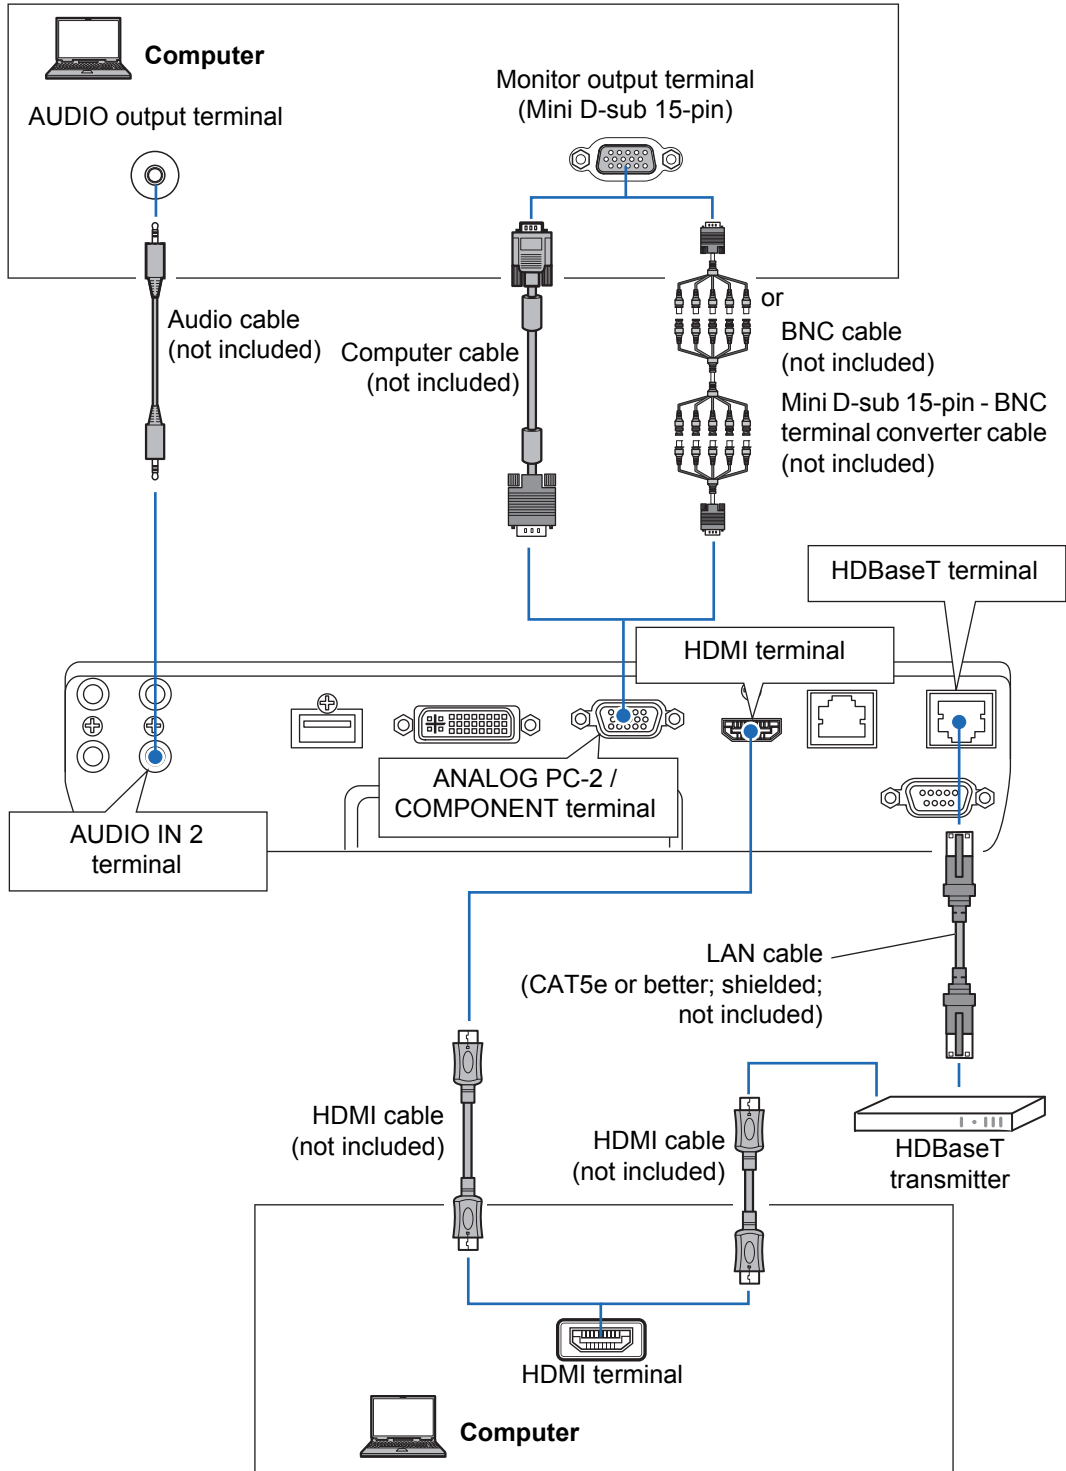 Computer
AUDIO output terminal
Monitor output terminal
(Mini D-sub 15-pin)
Audio cable
(not included)
Computer cable
(not included)
or
BNC cable
(not included)
Mini D-sub 15-pin - BNC
terminal converter cable
(not included)
HDBaseT terminal
HDMI terminal
ANALOG PC-2 /
COMPONENT terminal
AUDIO IN 2
terminal
LAN cable
(CAT5e or better; shielded;
not included)
HDMI cable
(not included)
HDMI cable
(not included)
HDBaseT
transmitter
HDMI terminal
Computer